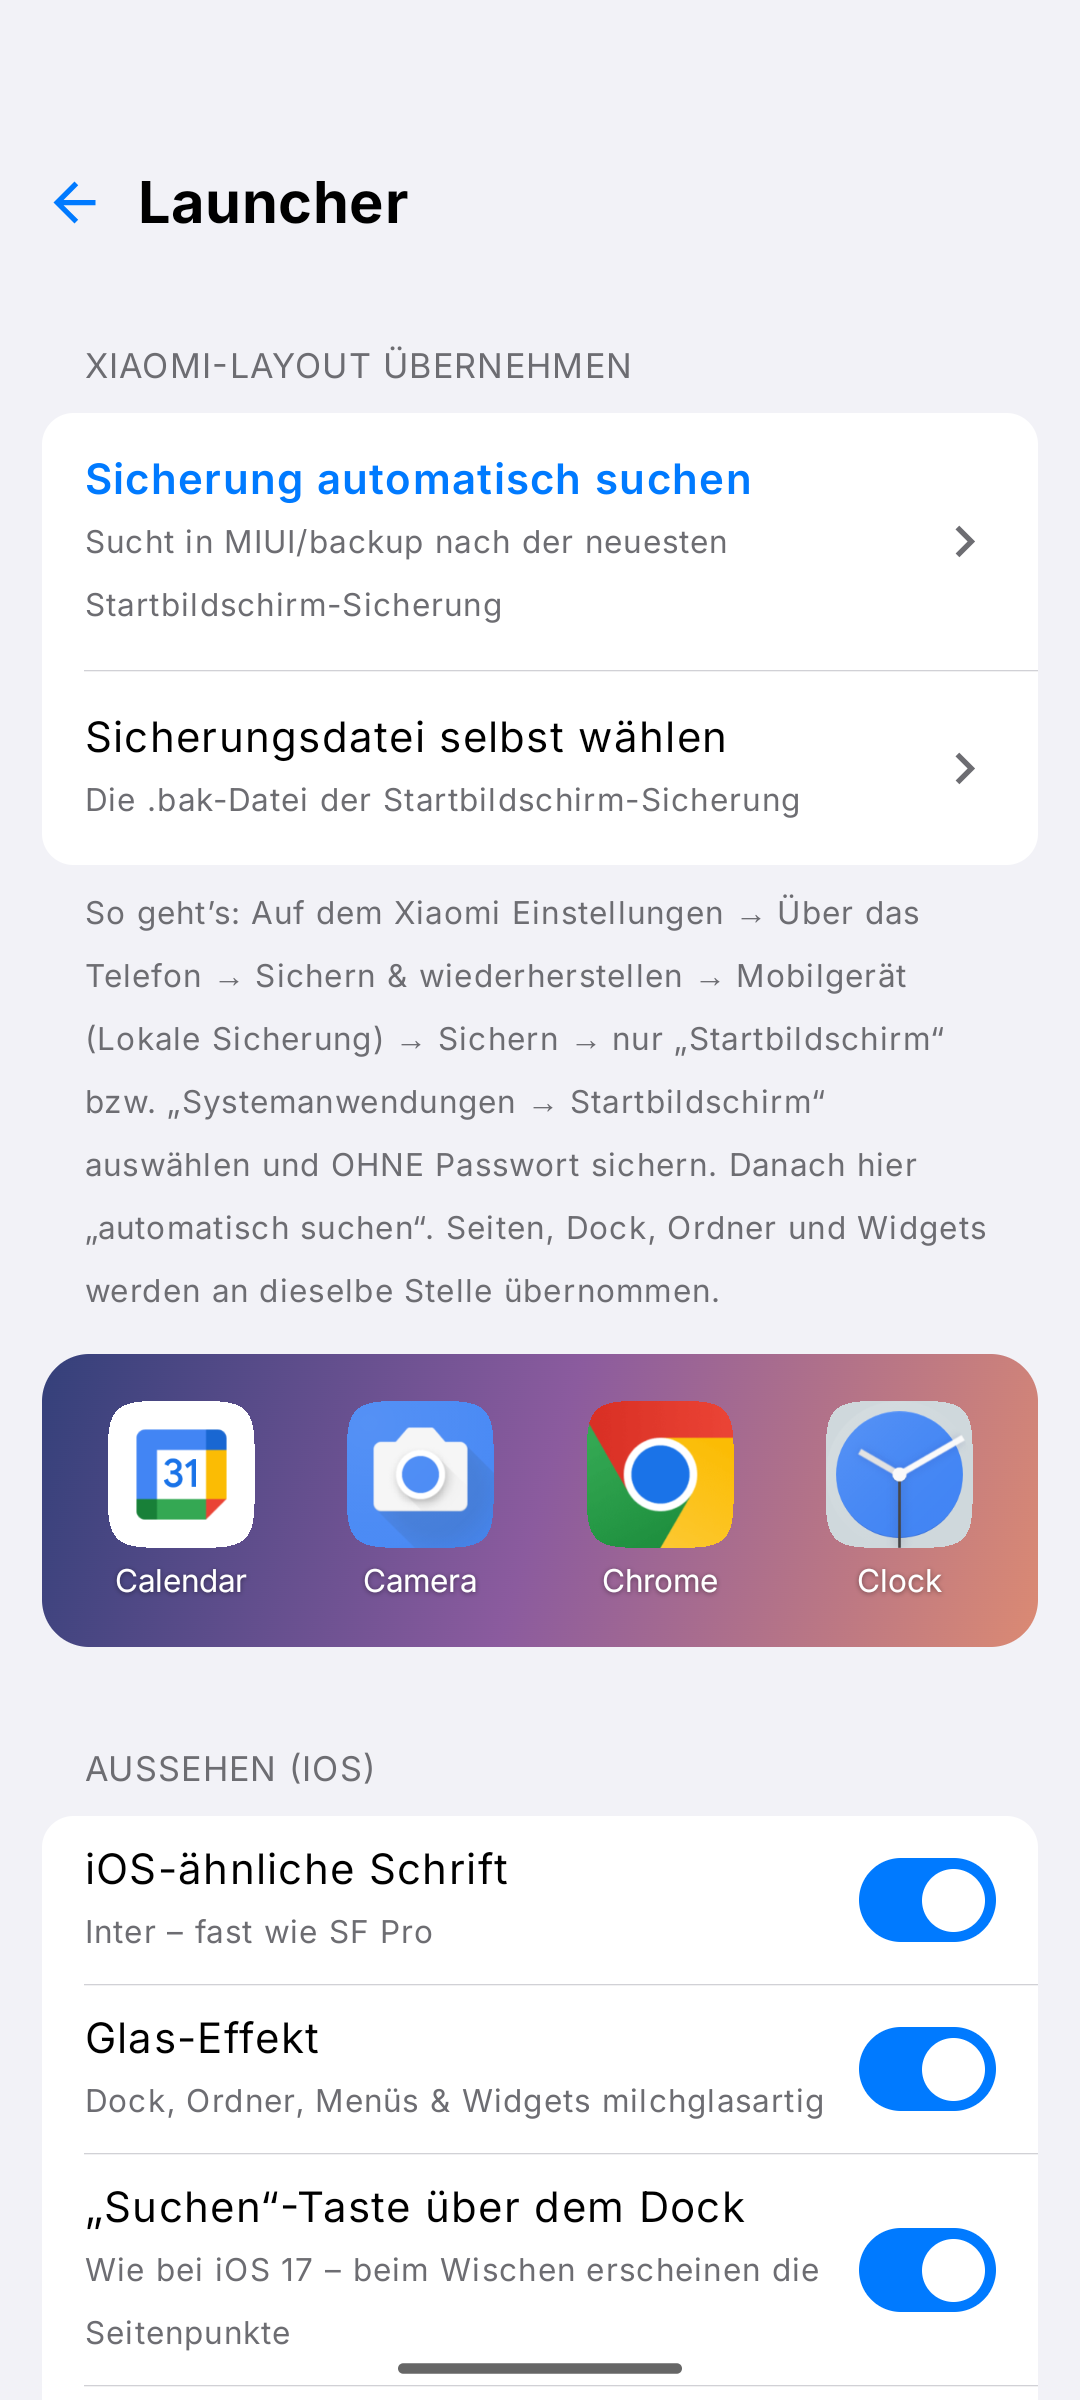 Launcher
XIAOMI-LAYOUT ÜBERNEHMEN
Sicherung automatisch suchen
Sucht in MIUI/backup nach der neuesten
Startbildschirm-Sicherung
Sicherungsdatei selbst wählen
Die .bak-Datei der Startbildschirm-Sicherung
So geht’s: Auf dem Xiaomi Einstellungen → Über das
Telefon → Sichern & wiederherstellen → Mobilgerät
(Lokale Sicherung) → Sichern → nur „Startbildschirm“
bzw. „Systemanwendungen → Startbildschirm“
auswählen und OHNE Passwort sichern. Danach hier
„automatisch suchen“. Seiten, Dock, Ordner und Widgets
werden an dieselbe Stelle übernommen.
31
Calendar Camera Chrome Clock
AUSSEHEN (IOS)
iOS-ähnliche Schrift
Inter – fast wie SF Pro
Glas-Effekt
Dock, Ordner, Menüs & Widgets milchglasartig
„Suchen“-Taste über dem Dock
Wie bei iOS 17 – beim Wischen erscheinen die
Seitenpunkte